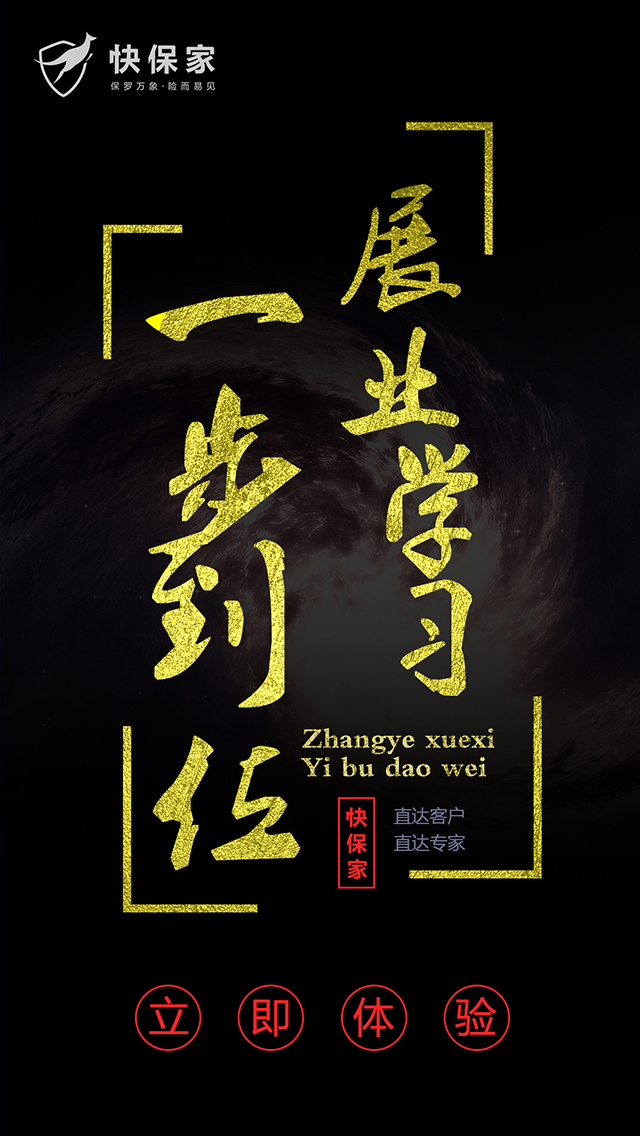 快保家
保罗万象·险而易见
展业学习
一步到位
Zhangye xuexi
Yi bu dao wei
快保家
直达客户
直达专家
立即体验